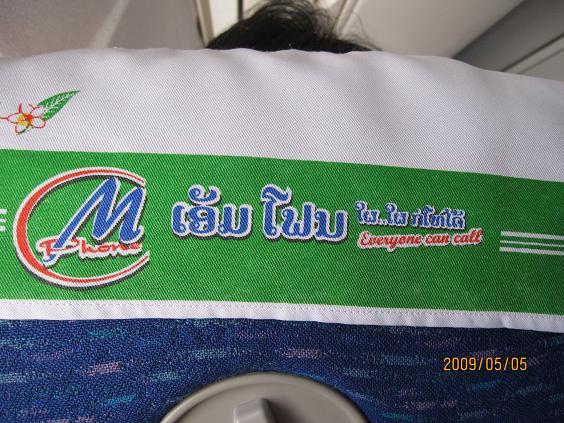 M Phone
ເອັມ ໂຟນ
ໃຜ..ໃຜ ກໍໂທໄດ້
Everyone can call
2009/05/05